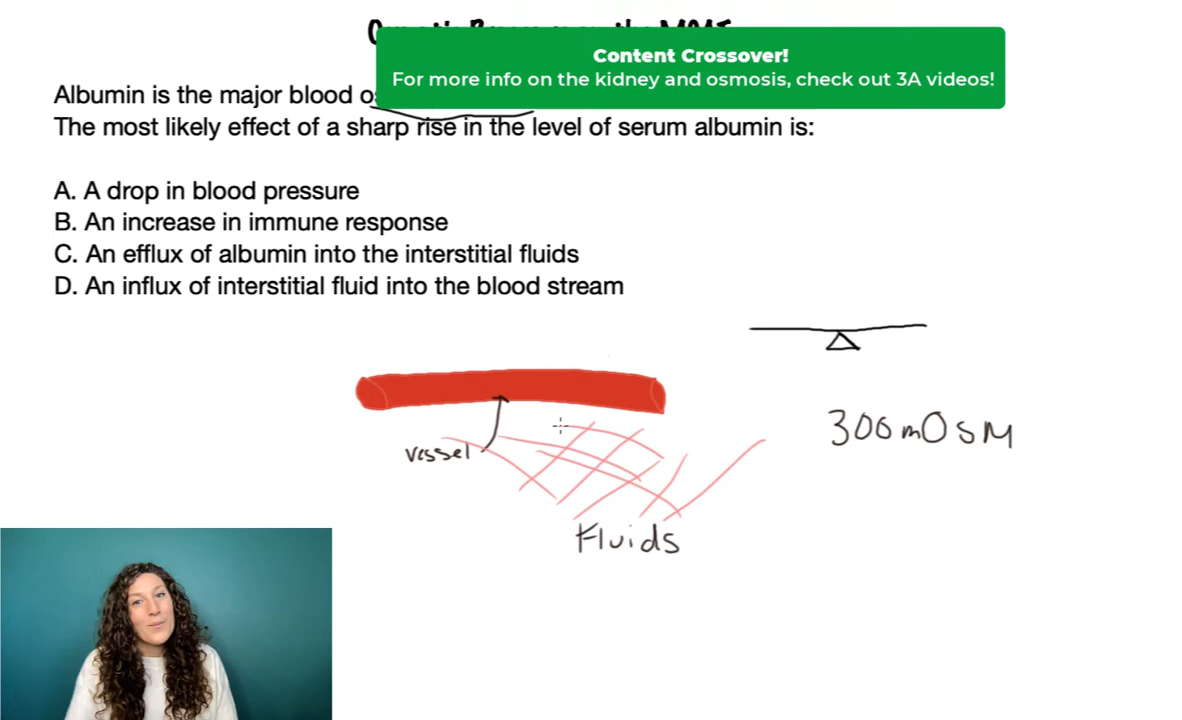 Content Crossover!
For more info on the kidney and osmosis, check out 3A videos!
Albumin is the major blood
The most likely effect of a sharp rise in the level of serum albumin is:
A. A drop in blood pressure
B. An increase in immune response
C. An efflux of albumin into the interstitial fluids
D. An influx of interstitial fluid into the blood stream
300mOsM
vessel
Fluids